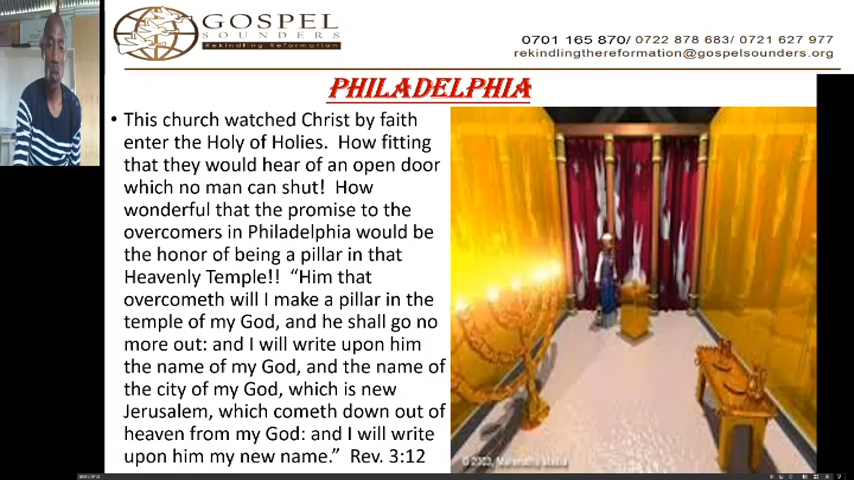 GOSPEL
SOUNDERS
Rekindling Reformation
0701 165 870/ 0722 878 683/ 0721 627 977
rekindlingthereformation@gospelsounders.org
PHILADELPHIA
• This church watched Christ by faith
enter the Holy of Holies. How fitting
that they would hear of an open door
which no man can shut! How
wonderful that the promise to the
overcomers in Philadelphia would be
the honor of being a pillar in that
Heavenly Temple!! “Him that
overcometh will I make a pillar in the
temple of my God, and he shall go no
more out: and I will write upon him
the name of my God, and the name of
the city of my God, which is new
Jerusalem, which cometh down out of
heaven from my God: and I will write
upon him my new name.” Rev. 3:12
© 2003, Maranatha Media